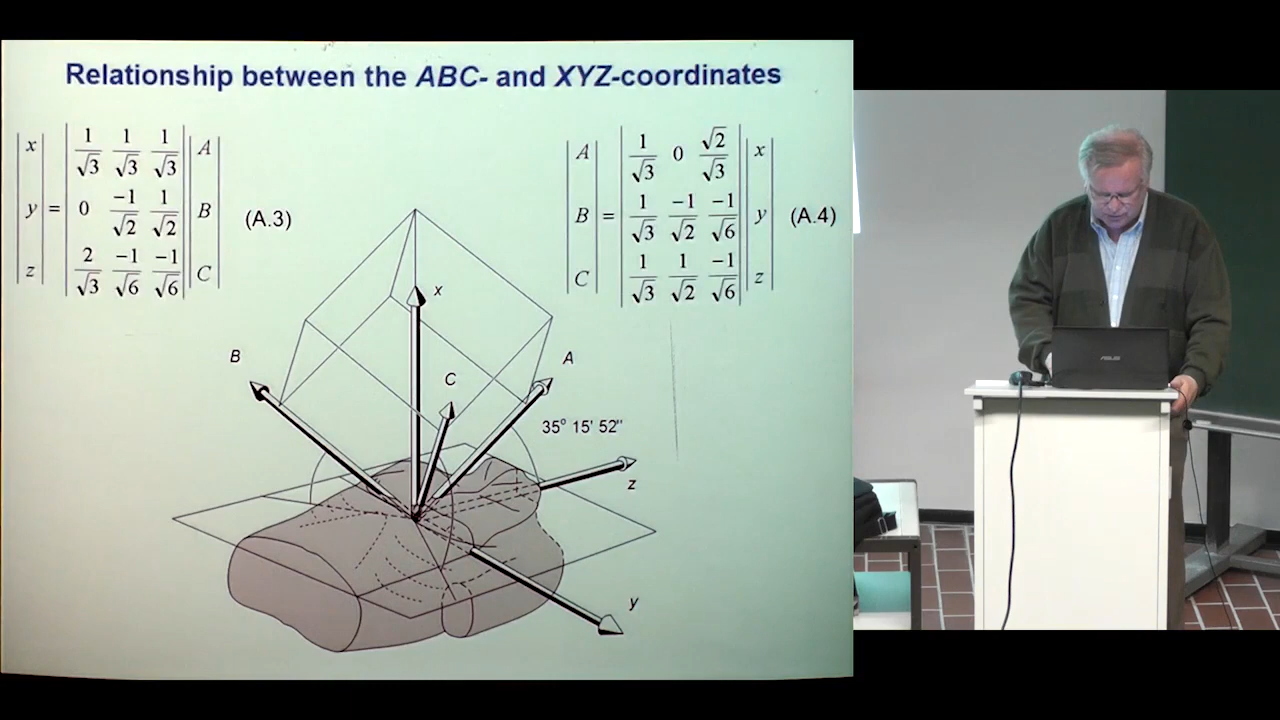 Relationship between the ABC- and XYZ-coordinates
|x| |1/√3 1/√3 1/√3| |A|
|y| = |0 -1/√2 1/√2| |B| (A.3)
|z| |2/√3 -1/√6 -1/√6| |C|
|A| |1/√3 0 √2/√3| |x|
|B| = |1/√3 -1/√2 -1/√6| |y| (A.4)
|C| |1/√3 1/√2 -1/√6| |z|
x
B
A
C
35° 15' 52"
z
y
ASUS